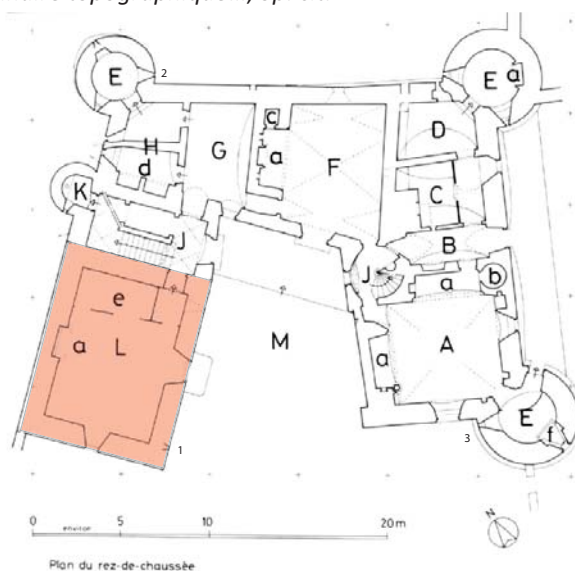 E 2 E a
c D
H G a F
d C
K
J B
J a b
e M a A
a L
E
1 3 f
N
0 5 10 20 m
environ
Plan du rez-de-chaussée